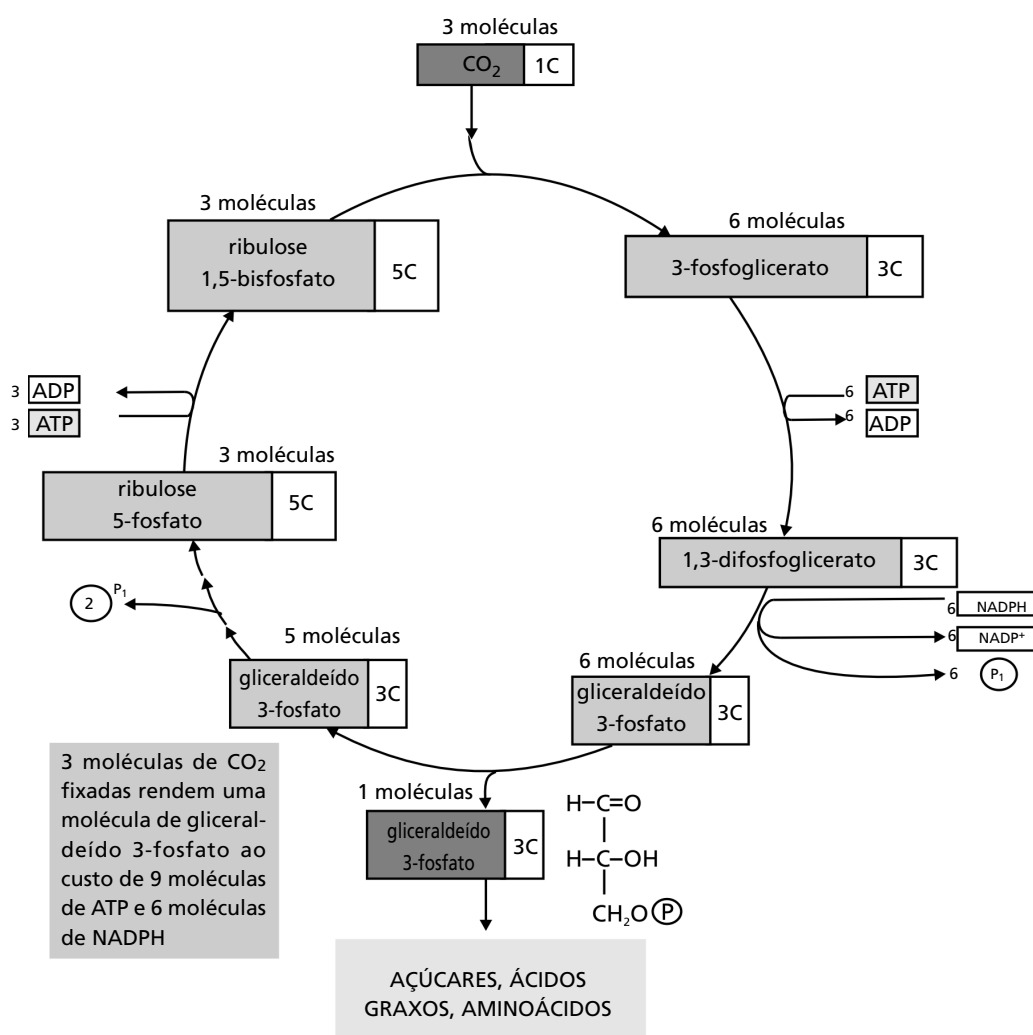 3 moléculas
CO2 1C
3 moléculas
ribulose
1,5-bisfosfato
5C
6 moléculas
3-fosfoglicerato 3C
3 ADP
3 ATP
6 ATP
6 ADP
3 moléculas
ribulose
5-fosfato
5C
6 moléculas
1,3-difosfoglicerato 3C
2 P1
6 NADPH
6 NADP+
6 P1
5 moléculas
gliceraldeído
3-fosfato
3C
6 moléculas
gliceraldeído
3-fosfato
3C
3 moléculas de CO2
fixadas rendem uma
molécula de gliceral-
deído 3-fosfato ao
custo de 9 moléculas
de ATP e 6 moléculas
de NADPH
1 moléculas
gliceraldeído
3-fosfato
3C
H–C=O
H–C–OH
CH2O P
AÇÚCARES, ÁCIDOS
GRAXOS, AMINOÁCIDOS